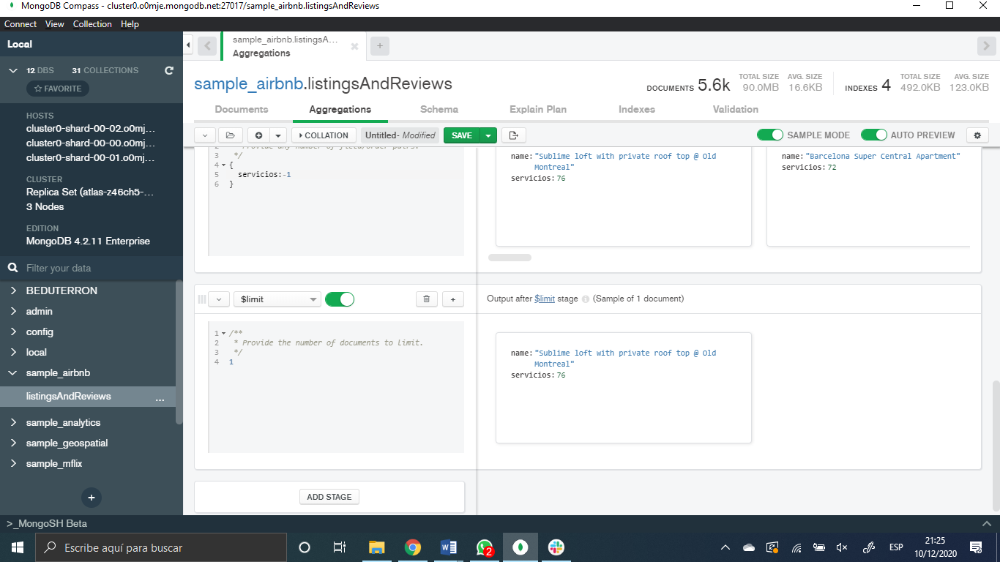 MongoDB Compass - cluster0.o0mje.mongodb.net:27017/sample_airbnb.listingsAndReviews
Connect View Collection Help
Local
12 DBS 31 COLLECTIONS
FAVORITE
HOSTS
cluster0-shard-00-02.o0mj...
cluster0-shard-00-00.o0mj...
cluster0-shard-00-01.o0mj...
CLUSTER
Replica Set (atlas-z46ch5-...
3 Nodes
EDITION
MongoDB 4.2.11 Enterprise
Filter your data
BEDUTERRON
admin
config
local
sample_airbnb
listingsAndReviews ...
sample_analytics
sample_geospatial
sample_mflix
sample_airbnb.listingsA...
Aggregations
sample_airbnb.listingsAndReviews
DOCUMENTS 5.6k
TOTAL SIZE
90.0MB
AVG. SIZE
16.6KB
INDEXES 4
TOTAL SIZE
492.0KB
AVG. SIZE
123.0KB
Documents Aggregations Schema Explain Plan Indexes Validation
COLLATION Untitled- Modified SAVE SAMPLE MODE AUTO PREVIEW
2 * Provide any number of field/order pairs.
3 */
4 {
5 servicios:-1
6 }
name:"Sublime loft with private roof top @ Old
Montreal"
servicios:76
name:"Barcelona Super Central Apartment"
servicios:72
$limit
Output after $limit stage (Sample of 1 document)
1 /**
2 * Provide the number of documents to limit.
3 */
4 1
name:"Sublime loft with private roof top @ Old
Montreal"
servicios:76
ADD STAGE
>_MongoSH Beta
Escribe aquí para buscar
2
ESP
21:25
10/12/2020